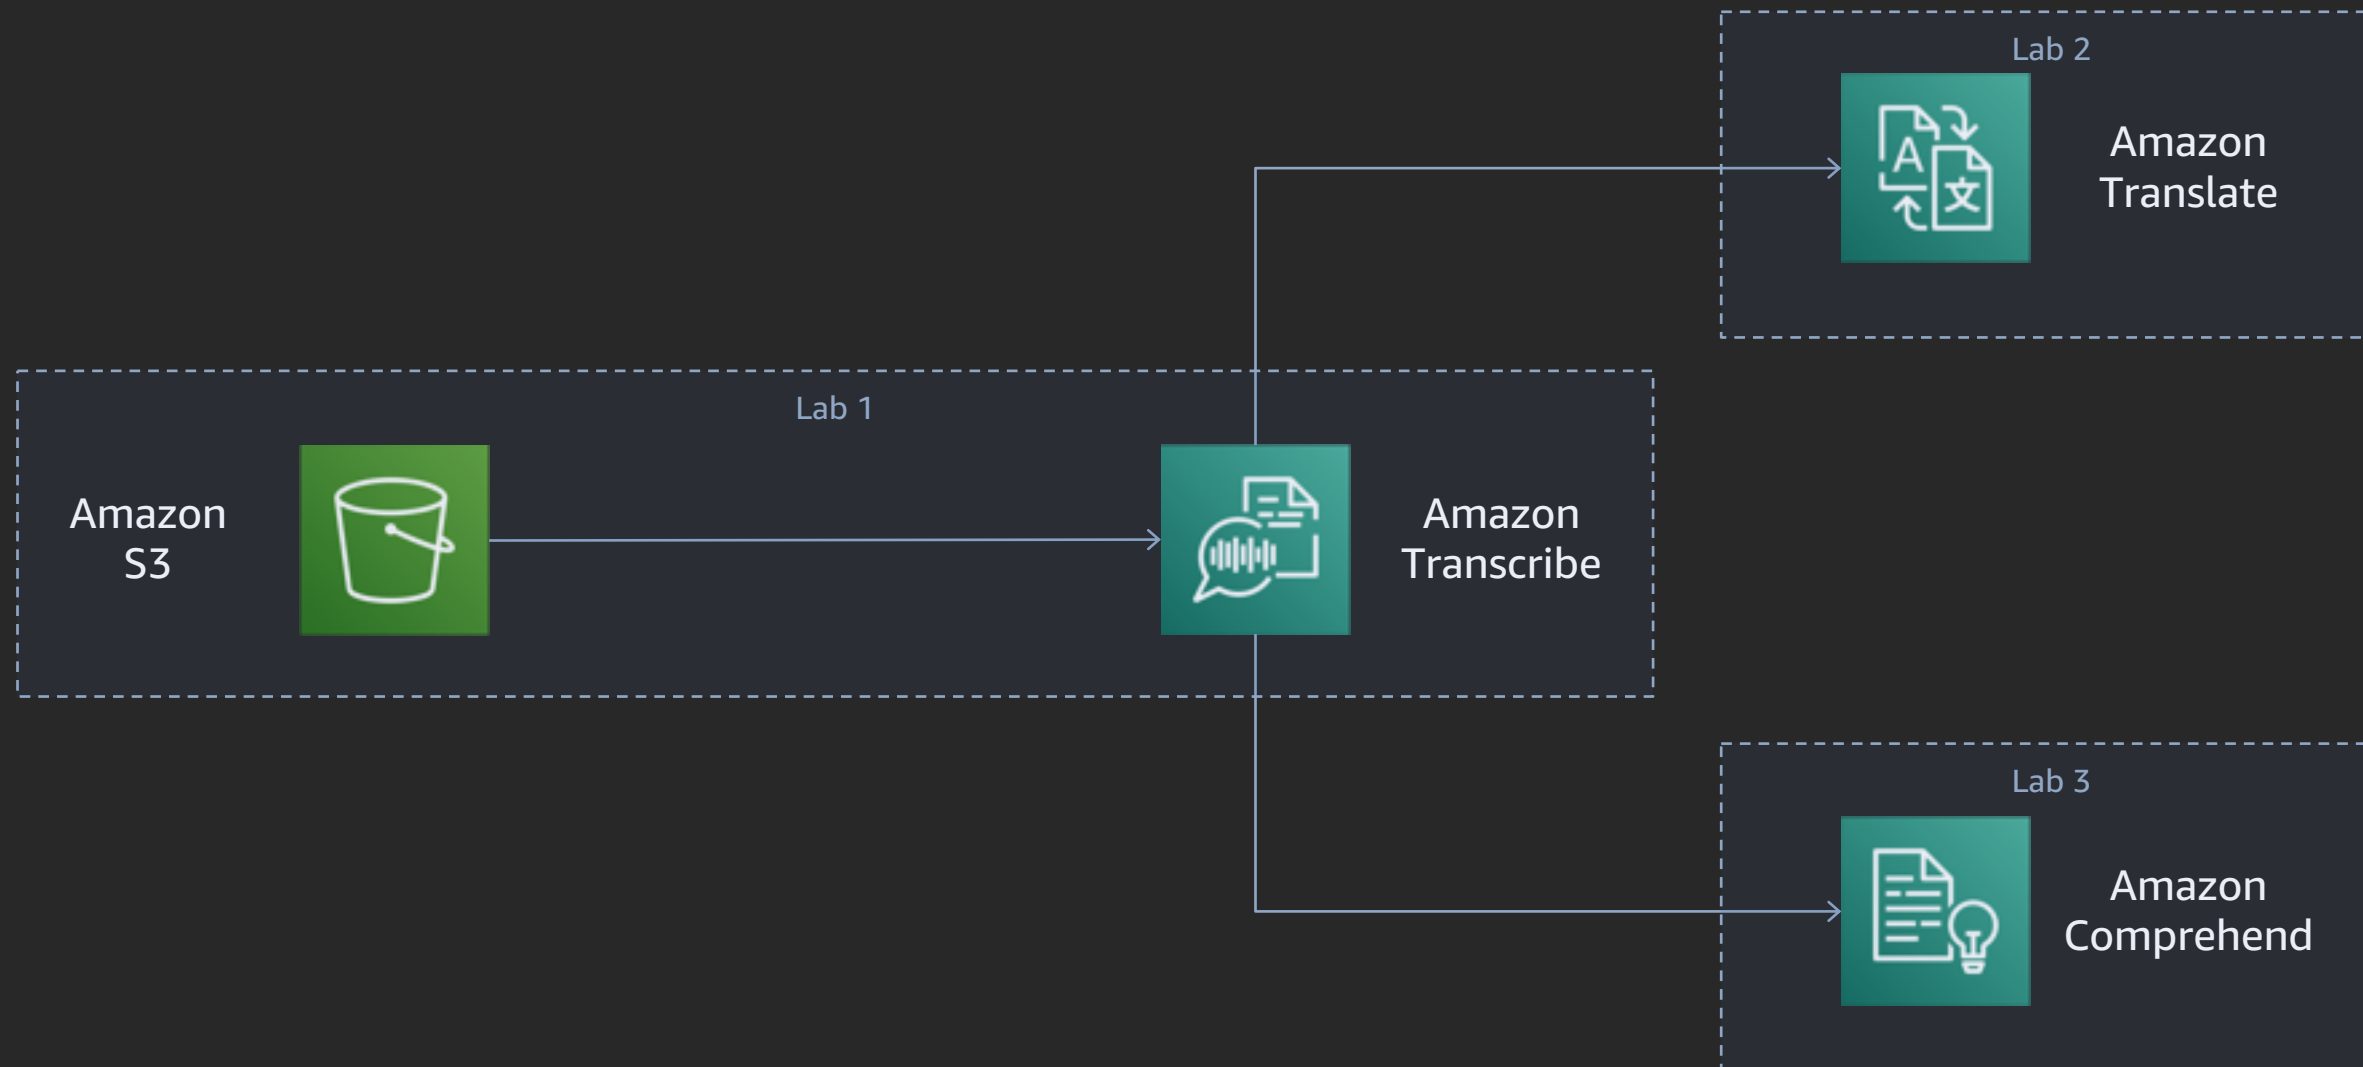 Lab 2
Amazon
Translate
Lab 1
Amazon
S3
Amazon
Transcribe
Lab 3
Amazon
Comprehend